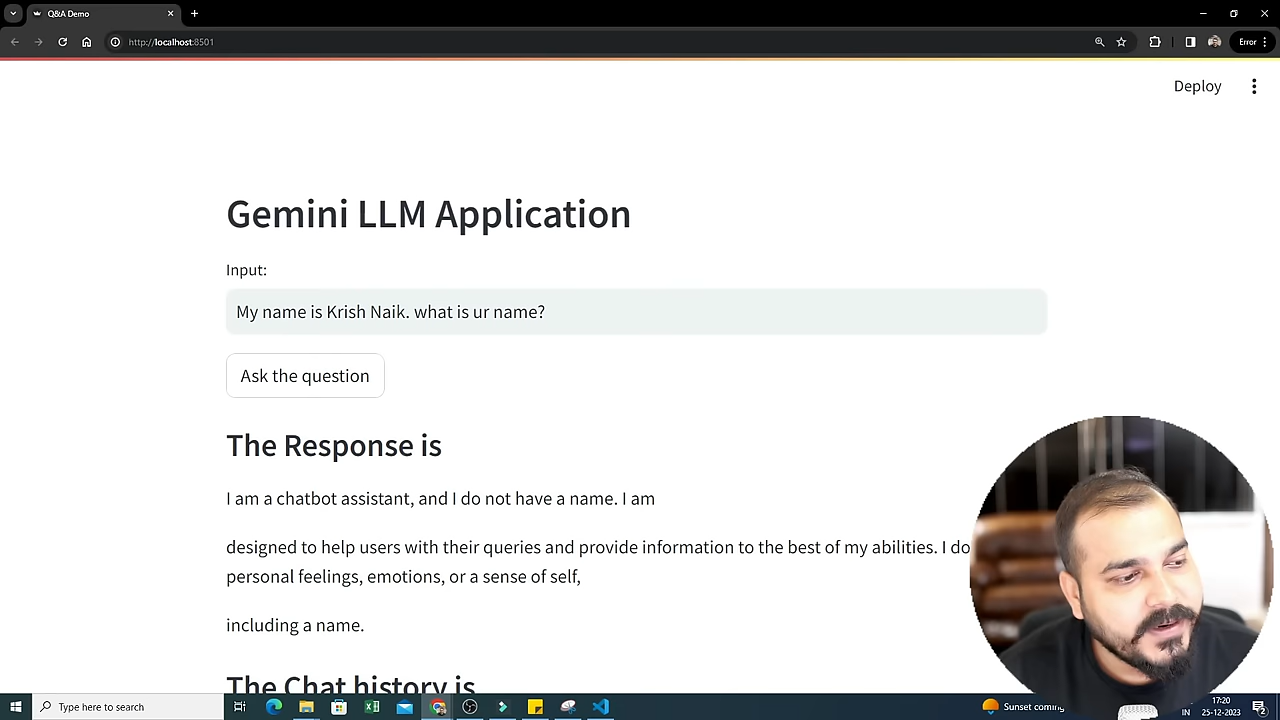 Q&A Demo
http://localhost:8501
Error
Deploy
Gemini LLM Application
Input:
My name is Krish Naik. what is ur name?
Ask the question
The Response is
I am a chatbot assistant, and I do not have a name. I am
designed to help users with their queries and provide information to the best of my abilities. I do
personal feelings, emotions, or a sense of self,
including a name.
The Chat history is
Type here to search
Sunset coming
17:20
IN
25-12-2023